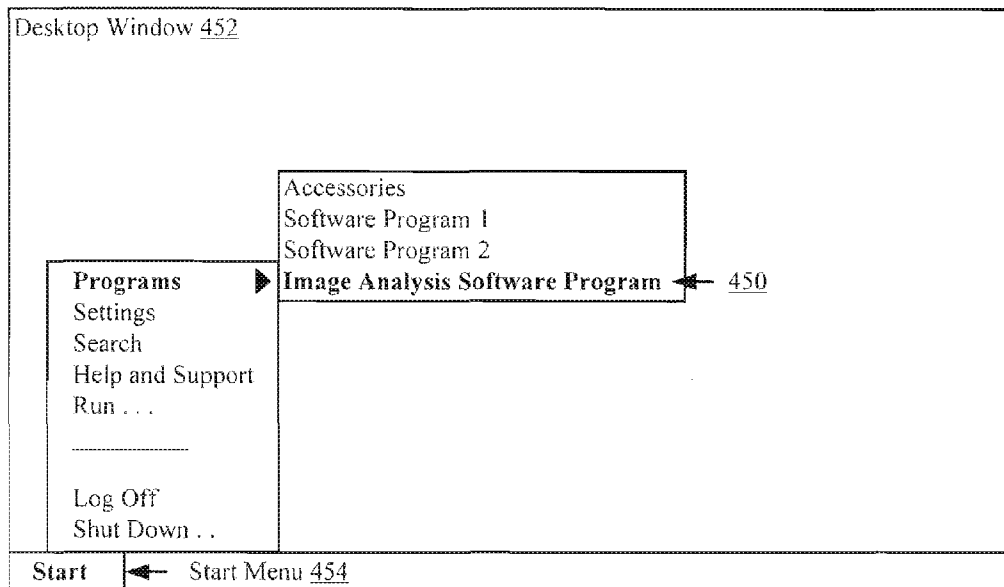 Desktop Window 452
Accessories
Software Program 1
Software Program 2
Image Analysis Software Program 450
Programs
Settings
Search
Help and Support
Run . . .
Log Off
Shut Down . .
Start
Start Menu 454